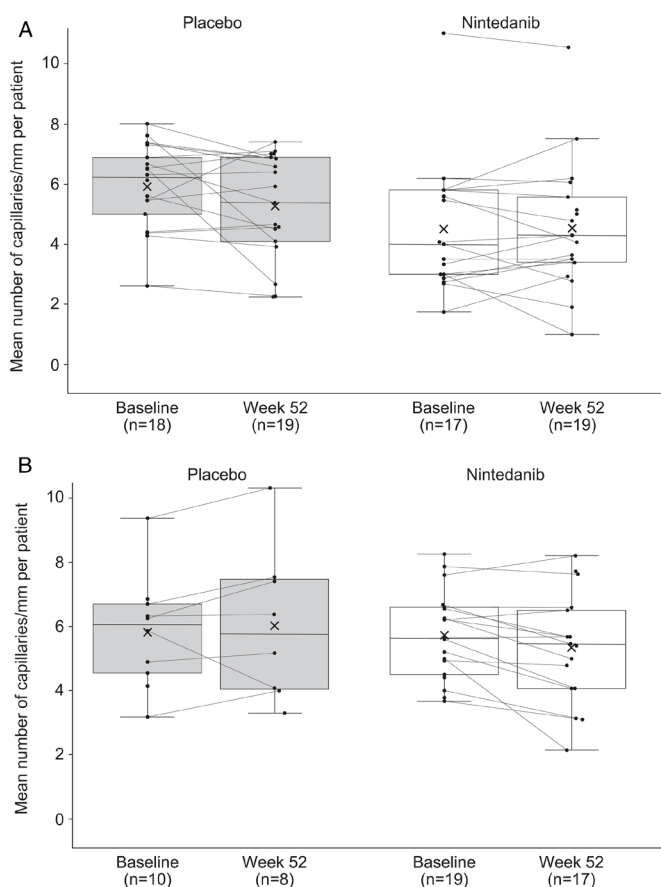 A
Placebo
Nintedanib
Mean number of capillaries/mm per patient
10
8
6
4
2
0
Baseline
(n=18)
Week 52
(n=19)
Baseline
(n=17)
Week 52
(n=19)
B
Placebo
Nintedanib
Mean number of capillaries/mm per patient
10
8
6
4
2
0
Baseline
(n=10)
Week 52
(n=8)
Baseline
(n=19)
Week 52
(n=17)